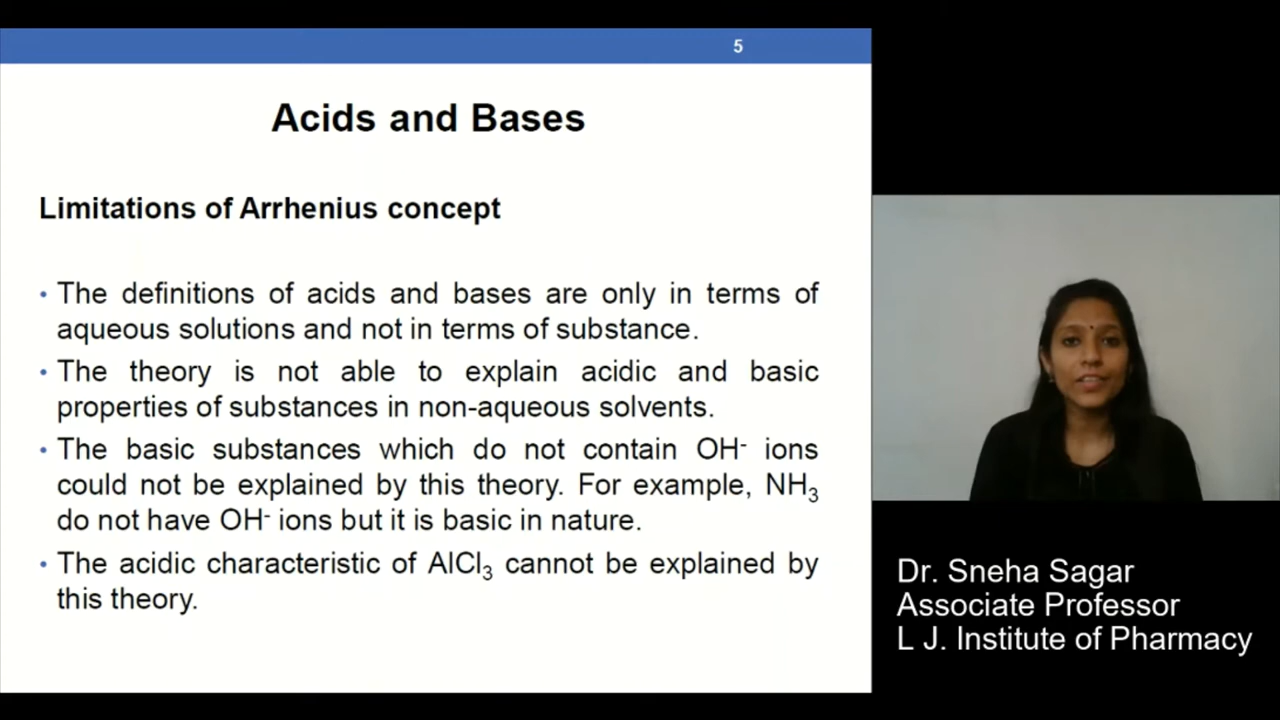 5
Acids and Bases
Limitations of Arrhenius concept
• The definitions of acids and bases are only in terms of
aqueous solutions and not in terms of substance.
• The theory is not able to explain acidic and basic
properties of substances in non-aqueous solvents.
• The basic substances which do not contain OH⁻ ions
could not be explained by this theory. For example, NH₃
do not have OH⁻ ions but it is basic in nature.
• The acidic characteristic of AlCl₃ cannot be explained by
this theory.
Dr. Sneha Sagar
Associate Professor
L J. Institute of Pharmacy